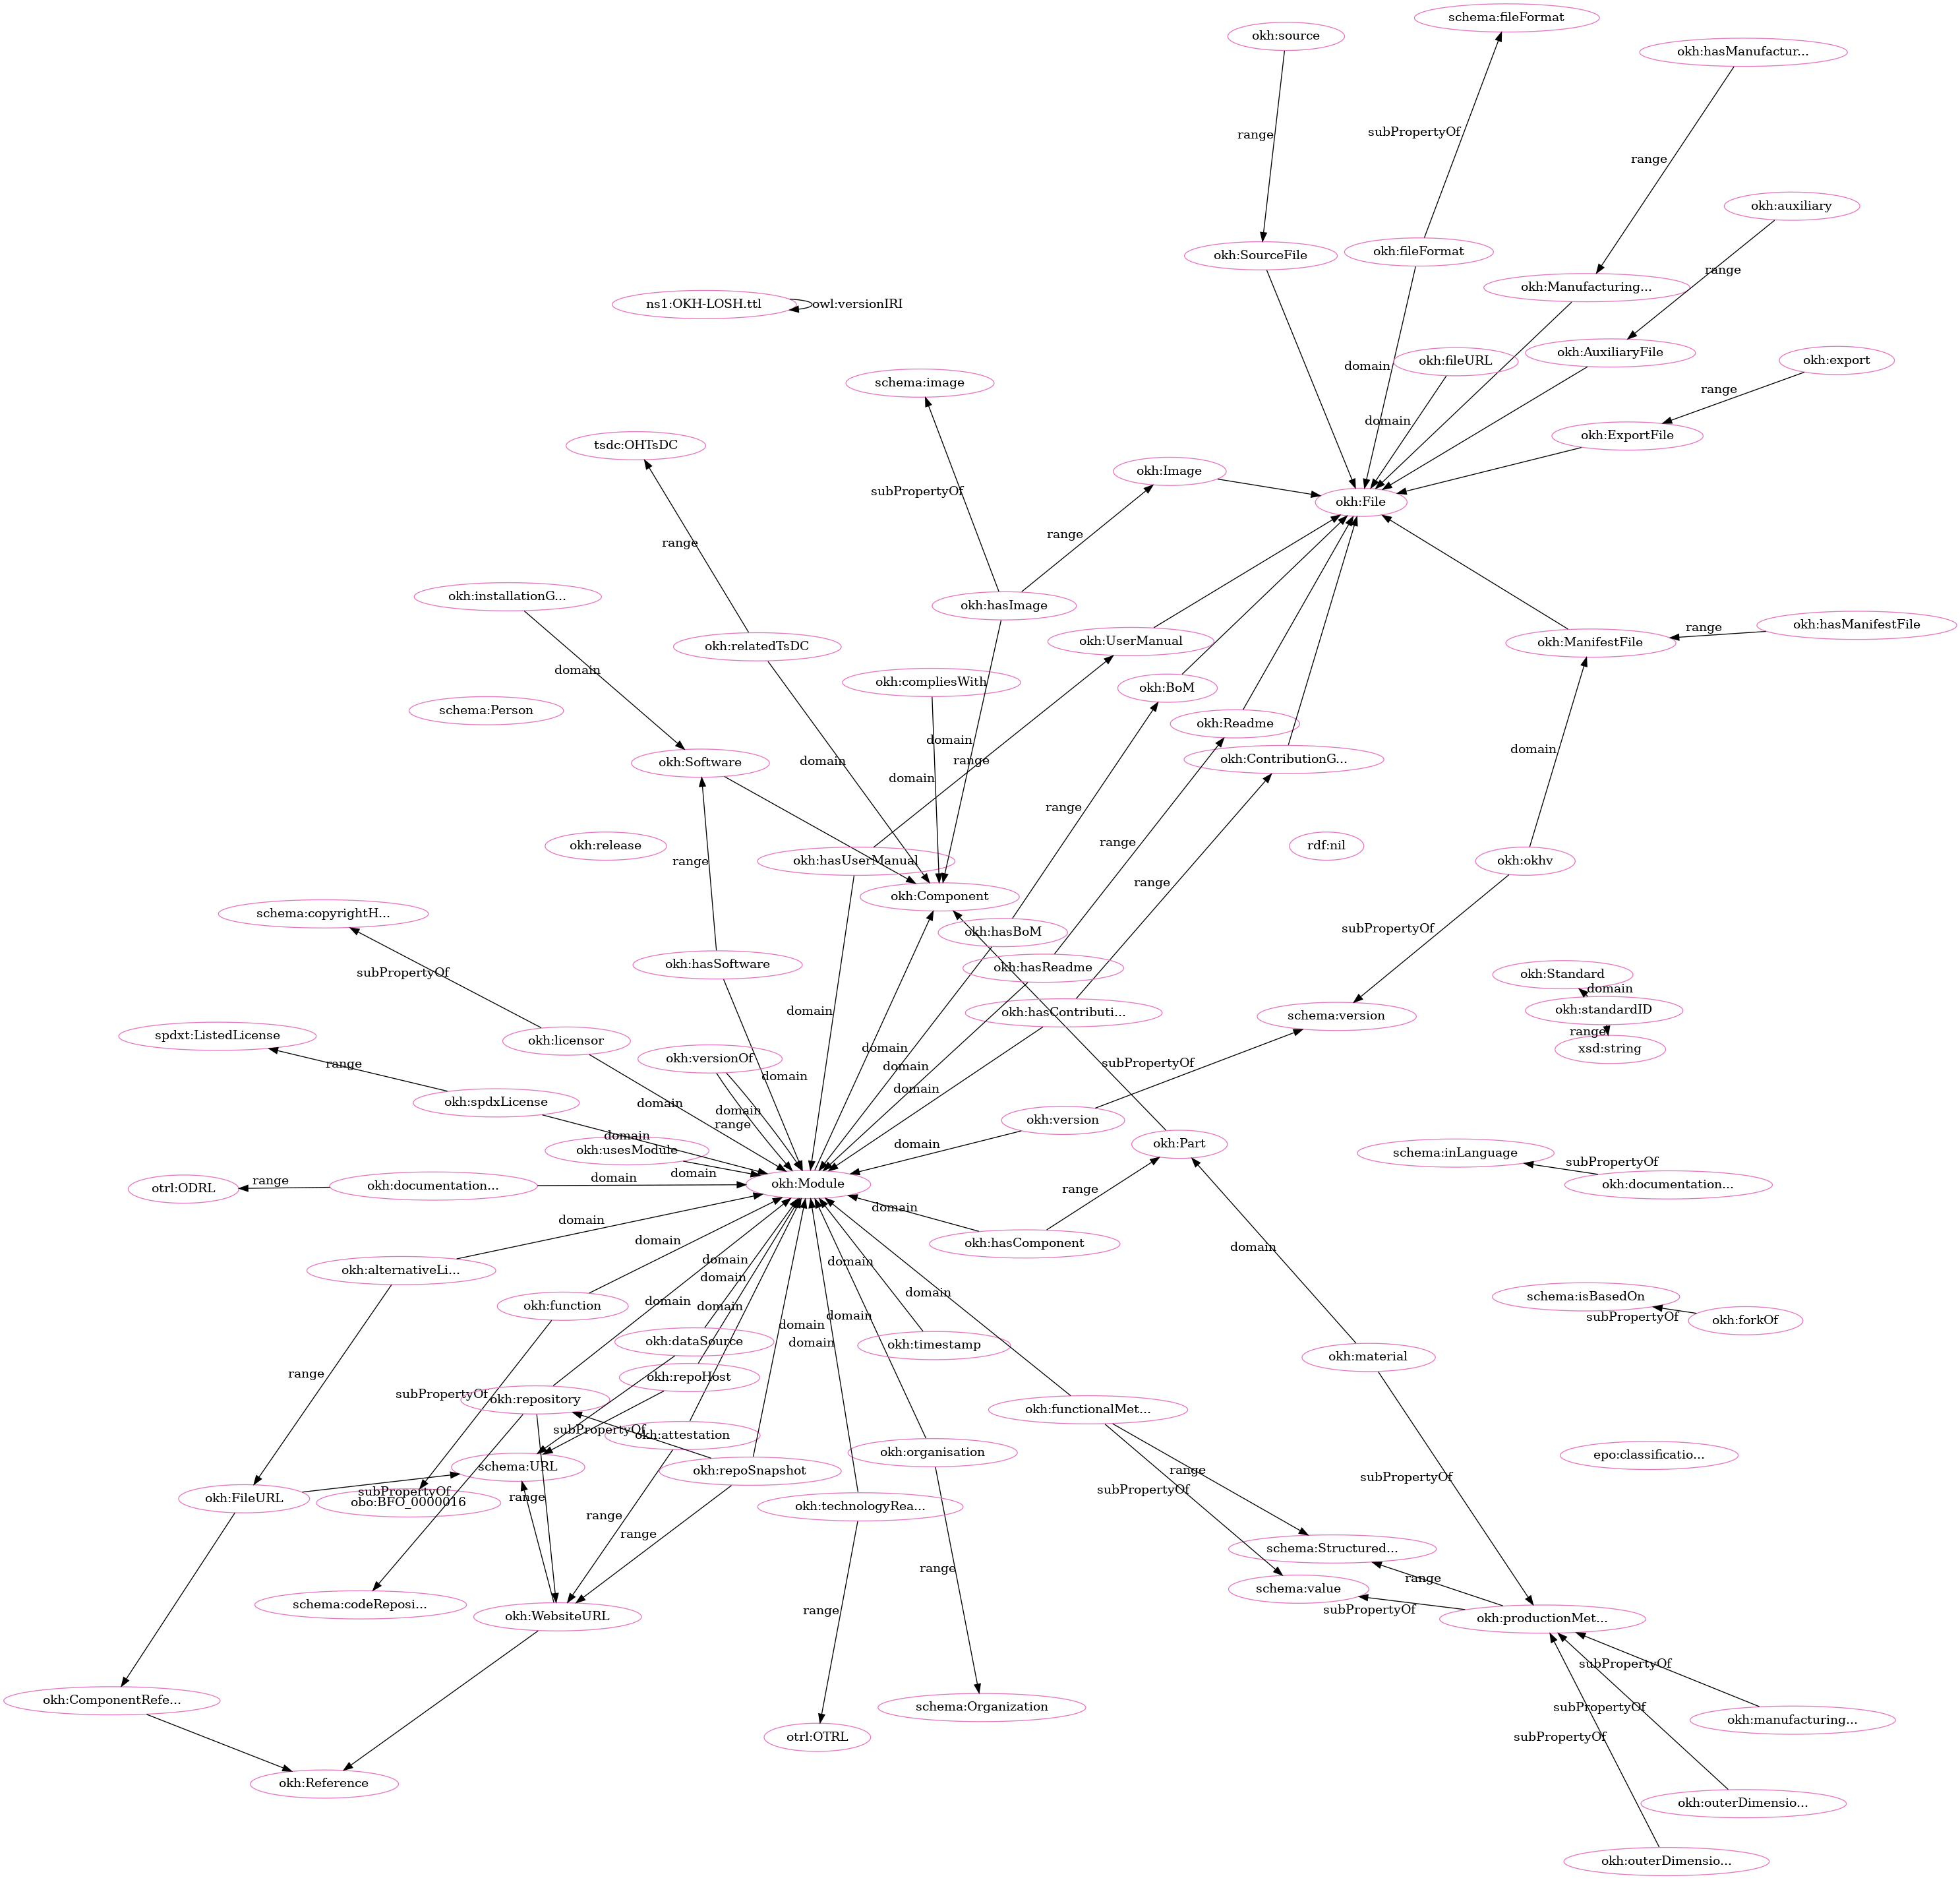 schema:fileFormat
okh:source
okh:hasManufactur...
range
subPropertyOf
range
okh:auxiliary
okh:SourceFile
okh:fileFormat
range
okh:Manufacturing...
ns1:OKH-LOSH.ttl
owl:versionIRI
okh:AuxiliaryFile
okh:fileURL
okh:export
domain
schema:image
range
domain
okh:ExportFile
tsdc:OHTsDC
okh:Image
subPropertyOf
okh:File
range
range
okh:installationG...
okh:hasImage
okh:hasManifestFile
range
okh:UserManual
okh:ManifestFile
okh:relatedTsDC
domain
okh:compliesWith
okh:BoM
schema:Person
okh:Readme
domain
domain
okh:ContributionG...
domain
range
okh:Software
domain
range
okh:release
range
rdf:nil
okh:hasUserManual
okh:okhv
range
range
okh:Component
schema:copyrightH...
okh:hasBoM
subPropertyOf
okh:hasSoftware
okh:hasReadme
subPropertyOf
okh:Standard
domain
domain
okh:hasContributi...
schema:version
okh:standardID
range
spdxt:ListedLicense
okh:licensor
domain
xsd:string
okh:versionOf
range
domain
subPropertyOf
domain
domain
okh:spdxLicense
domain
domain
okh:version
range
domain
domain
okh:Part
okh:usesModule
schema:inLanguage
subPropertyOf
domain
range
domain
okh:Module
okh:documentation...
okh:documentation...
otrl:ODRL
range
domain
domain
domain
okh:hasComponent
domain
domain
domain
domain
okh:alternativeLi...
domain
domain
schema:isBasedOn
domain
okh:function
domain
domain
subPropertyOf
okh:forkOf
domain
okh:dataSource
okh:timestamp
okh:material
range
okh:repoHost
subPropertyOf
okh:repository
okh:functionalMet...
subPropertyOf
okh:attestation
okh:organisation
epo:classificatio...
schema:URL
okh:repoSnapshot
range
subPropertyOf
subPropertyOf
subPropertyOf
okh:FileURL
range
obo:BFO_0000016
okh:technologyRea...
range
range
schema:Structured...
range
range
schema:value
schema:codeReposi...
range
subPropertyOf
okh:WebsiteURL
okh:productionMet...
subPropertyOf
okh:ComponentRefe...
schema:Organization
subPropertyOf
okh:manufacturing...
otrl:OTRL
subPropertyOf
okh:Reference
okh:outerDimensio...
okh:outerDimensio...